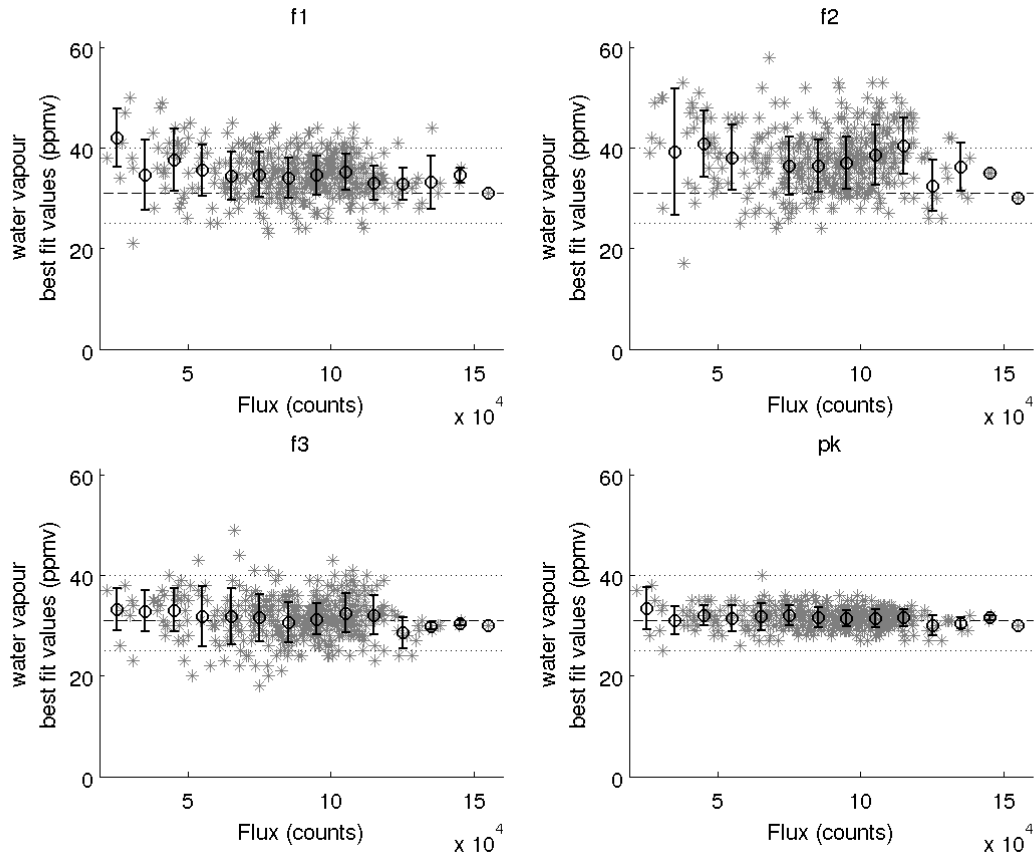 f1
60
40
20
0
water vapour
best fit values (ppmv)
5
10
15
Flux (counts)
x 10^4
f2
60
40
20
0
water vapour
best fit values (ppmv)
5
10
15
Flux (counts)
x 10^4
f3
60
40
20
0
water vapour
best fit values (ppmv)
5
10
15
Flux (counts)
x 10^4
pk
60
40
20
0
water vapour
best fit values (ppmv)
5
10
15
Flux (counts)
x 10^4